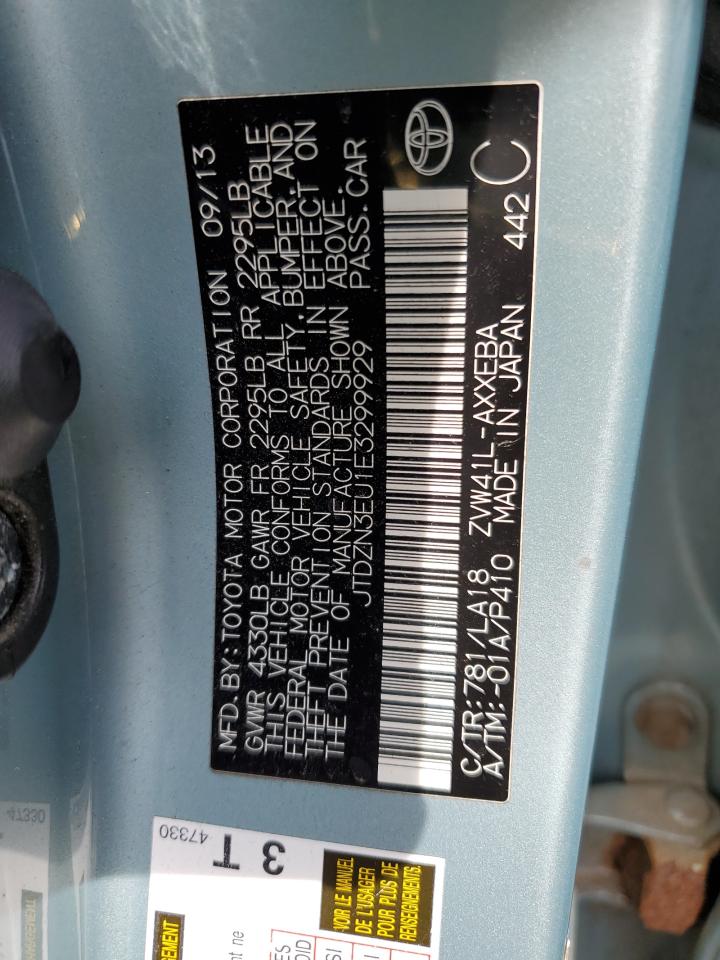 MFD. BY: TOYOTA MOTOR CORPORATION 09/13
GVWR 4330LB GAWR FR 2295LB RR 2295LB
THIS VEHICLE CONFORMS TO ALL APPLICABLE
FEDERAL MOTOR VEHICLE SAFETY, BUMPER, AND
THEFT PREVENTION STANDARDS IN EFFECT ON
THE DATE OF MANUFACTURE SHOWN ABOVE.
JTDZN3EU1E3299929 PASS. CAR
C/TR: 781/LA18 ZVW41L-AXXEBA
A/TM: -01A/P410 MADE IN JAPAN 442 C
47330
3 T
VOIR LE MANUEL
DE L'USAGER
POUR PLUS DE
RENSEIGNEMENTS.
47330